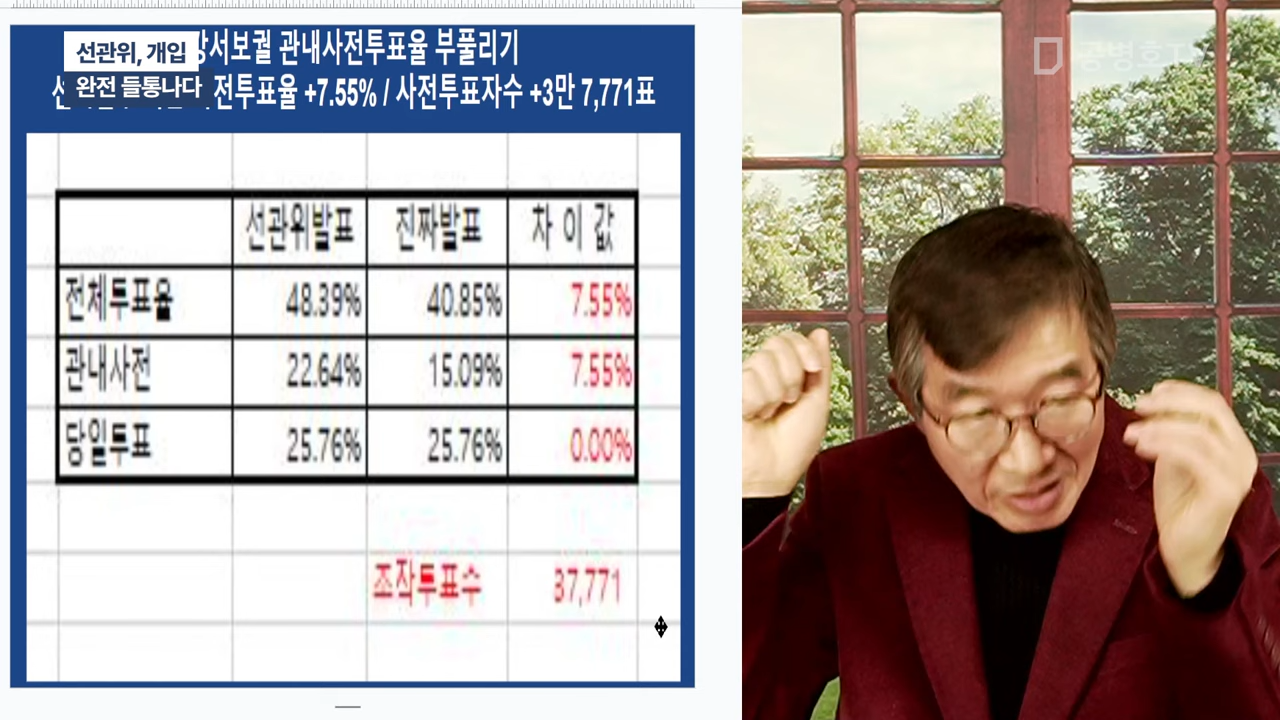 선관위, 개입
완전 들통나다
강서보궐 관내사전투표율 부풀리기
전투표율 +7.55% / 사전투표자수 +3만 7,771표
선관위발표 진짜발표 차 이 값
전체투표율 48.39% 40.85% 7.55%
관내사전 22.64% 15.09% 7.55%
당일투표 25.76% 25.76% 0.00%
조작투표수 37,771
공병호TV